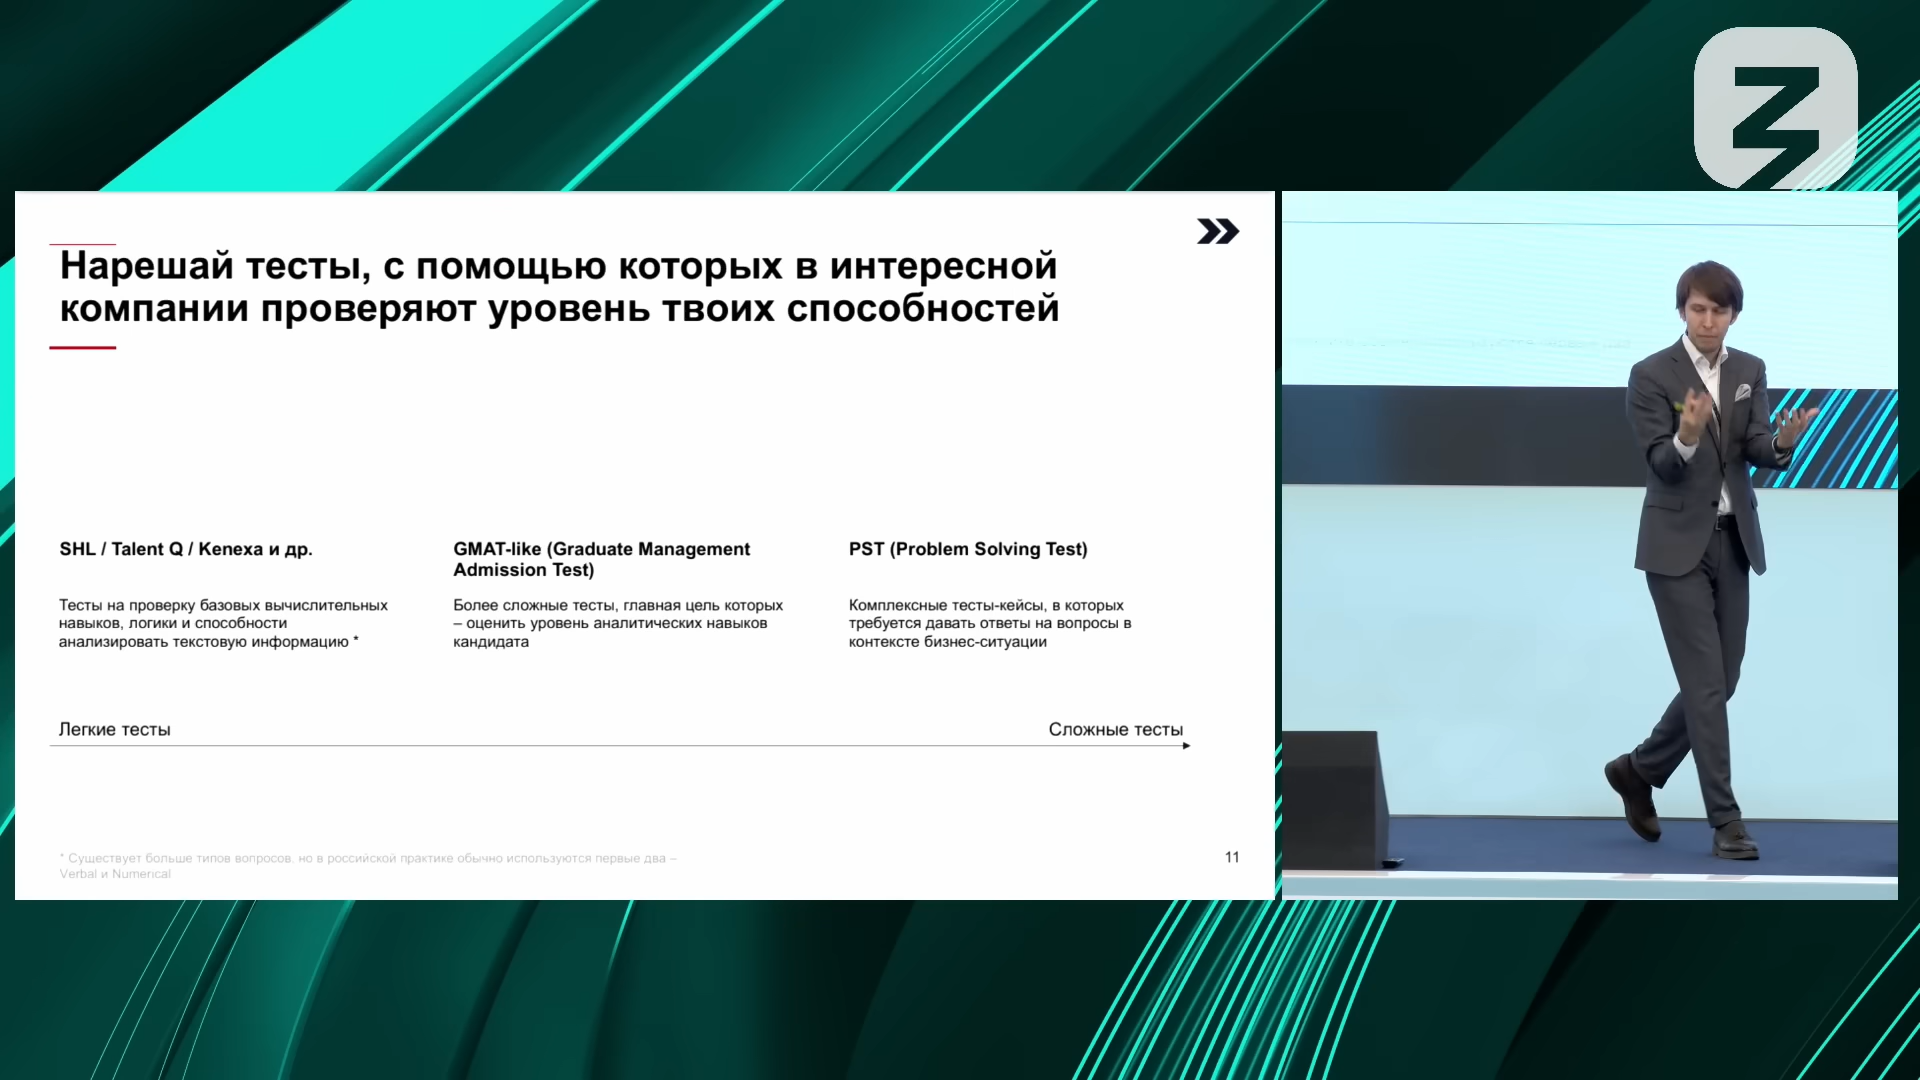 Нарешай тесты, с помощью которых в интересной
компании проверяют уровень твоих способностей
SHL / Talent Q / Kenexa и др.
Тесты на проверку базовых вычислительных
навыков, логики и способности
анализировать текстовую информацию *
GMAT-like (Graduate Management
Admission Test)
Более сложные тесты, главная цель которых
– оценить уровень аналитических навыков
кандидата
PST (Problem Solving Test)
Комплексные тесты-кейсы, в которых
требуется давать ответы на вопросы в
контексте бизнес-ситуации
Легкие тесты
Сложные тесты
* Существует больше типов вопросов, но в российской практике обычно используются первые два –
Verbal и Numerical
11